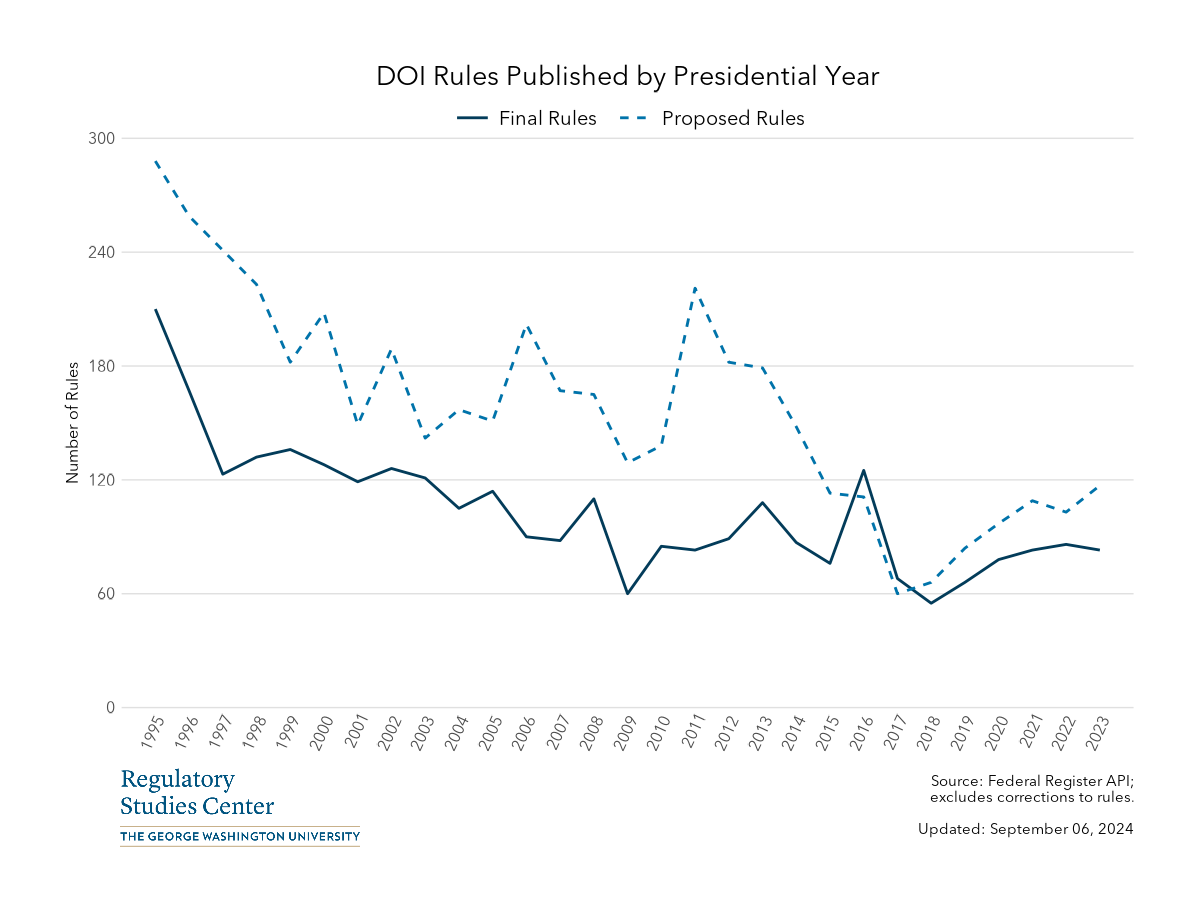 DOI Rules Published by Presidential Year
Final Rules Proposed Rules
300
240
180
120
60
0
Number of Rules
1995 1996 1997 1998 1999 2000 2001 2002 2003 2004 2005 2006 2007 2008 2009 2010 2011 2012 2013 2014 2015 2016 2017 2018 2019 2020 2021 2022 2023
Regulatory
Studies Center
THE GEORGE WASHINGTON UNIVERSITY
Source: Federal Register API;
excludes corrections to rules.
Updated: September 06, 2024